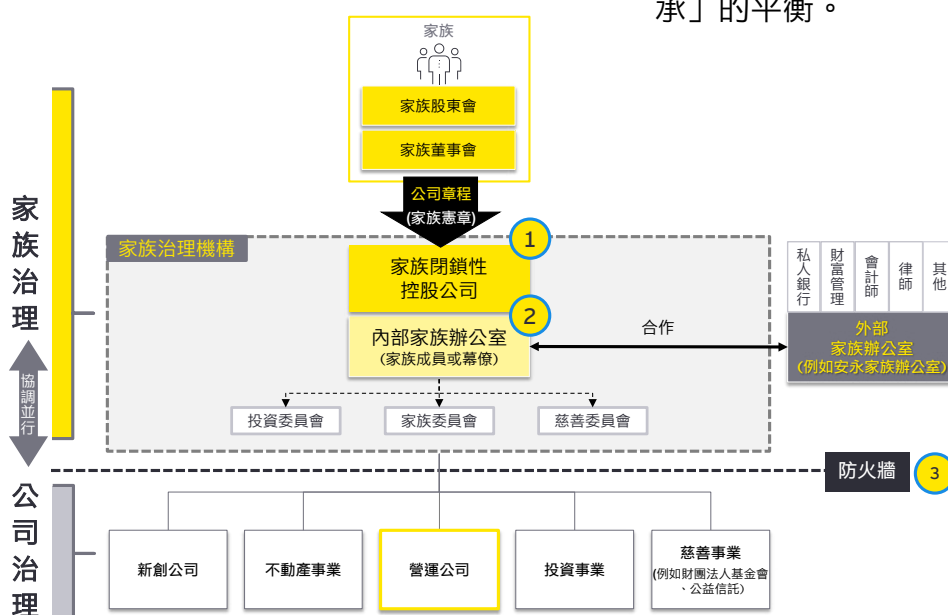 承」的平衡。
家族
家族股東會
家族董事會
公司章程
(家族憲章)
家族治理
協調並行
公司治理
家族治理機構
1
家族閉鎖性
控股公司
2
內部家族辦公室
(家族成員或幕僚)
合作
私人銀行
財富管理
會計師
律師
其他
外部
家族辦公室
(例如安永家族辦公室)
投資委員會
家族委員會
慈善委員會
防火牆
3
新創公司
不動產事業
營運公司
投資事業
慈善事業
(例如財團法人基金會
、公益信託)